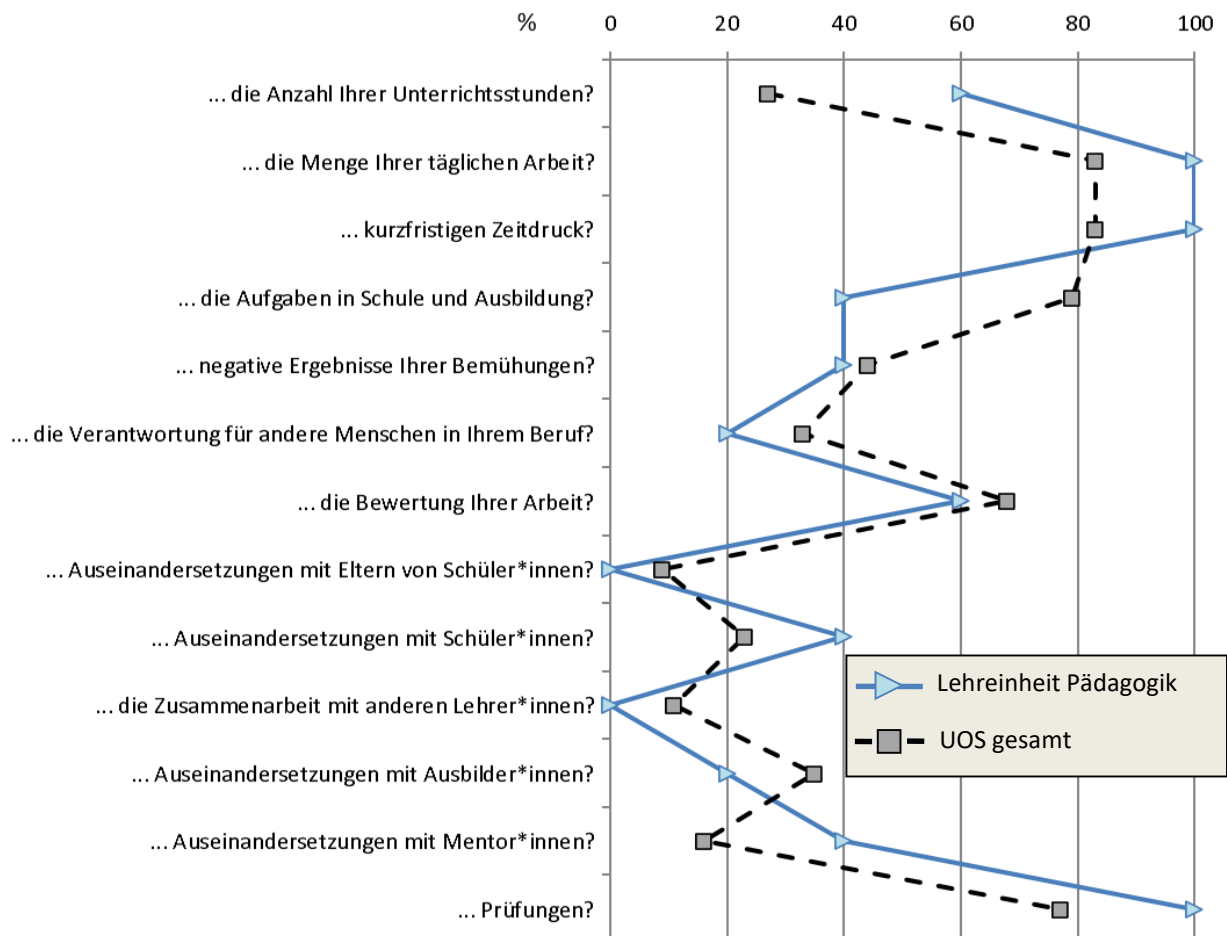 % 0 20 40 60 80 100
... die Anzahl Ihrer Unterrichtsstunden?
... die Menge Ihrer täglichen Arbeit?
... kurzfristigen Zeitdruck?
... die Aufgaben in Schule und Ausbildung?
... negative Ergebnisse Ihrer Bemühungen?
... die Verantwortung für andere Menschen in Ihrem Beruf?
... die Bewertung Ihrer Arbeit?
... Auseinandersetzungen mit Eltern von Schüler*innen?
... Auseinandersetzungen mit Schüler*innen?
... die Zusammenarbeit mit anderen Lehrer*innen?
... Auseinandersetzungen mit Ausbilder*innen?
... Auseinandersetzungen mit Mentor*innen?
... Prüfungen?
Lehreinheit Pädagogik
UOS gesamt